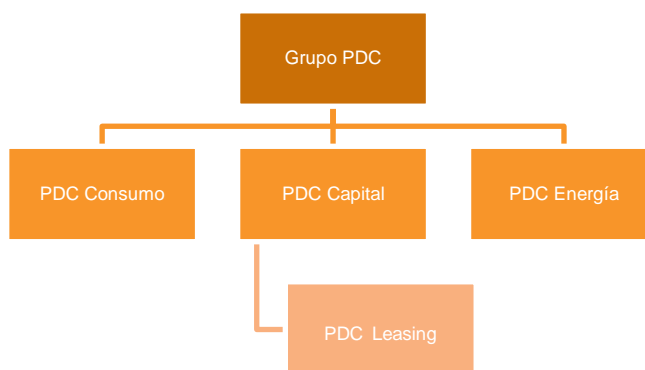 Grupo PDC
PDC Consumo
PDC Capital
PDC Energía
PDC Leasing